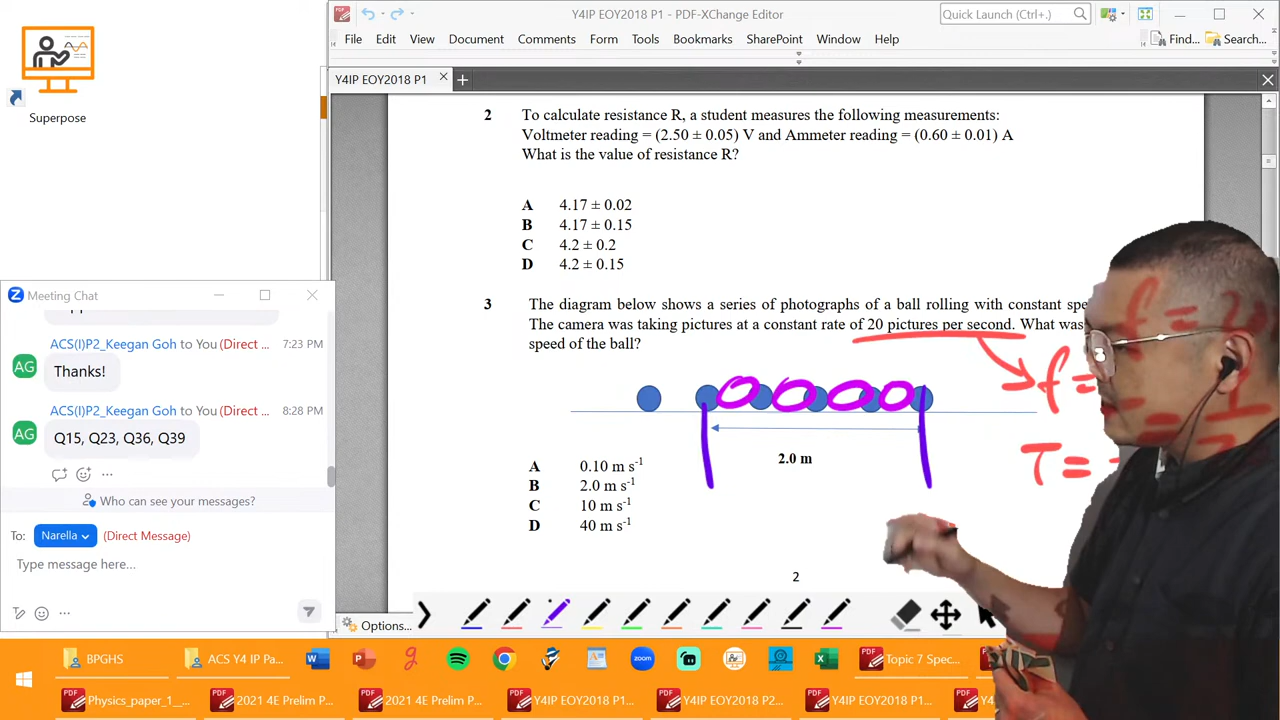 Superpose
Y4IP EOY2018 P1 - PDF-XChange Editor
Quick Launch (Ctrl+.)
File Edit View Document Comments Form Tools Bookmarks SharePoint Window Help
Find... Search...
Y4IP EOY2018 P1
2 To calculate resistance R, a student measures the following measurements:
Voltmeter reading = (2.50 ± 0.05) V and Ammeter reading = (0.60 ± 0.01) A
What is the value of resistance R?
A 4.17 ± 0.02
B 4.17 ± 0.15
C 4.2 ± 0.2
D 4.2 ± 0.15
3 The diagram below shows a series of photographs of a ball rolling with constant
The camera was taking pictures at a constant rate of 20 pictures per second. What was
speed of the ball?
f =
2.0 m
T =
A 0.10 m s⁻¹
B 2.0 m s⁻¹
C 10 m s⁻¹
D 40 m s⁻¹
2
Options...
Meeting Chat
ACS(I)P2_Keegan Goh to You (Direct ... 7:23 PM
AG Thanks!
ACS(I)P2_Keegan Goh to You (Direct ... 8:28 PM
AG Q15, Q23, Q36, Q39
Who can see your messages?
To: Narella (Direct Message)
Type message here...
BPGHS ACS Y4 IP Pa... Topic 7 Spec...
Physics_paper_1__... 2021 4E Prelim P... 2021 4E Prelim P... Y4IP EOY2018 P1... Y4IP EOY2018 P2... Y4IP EOY2018 P1...